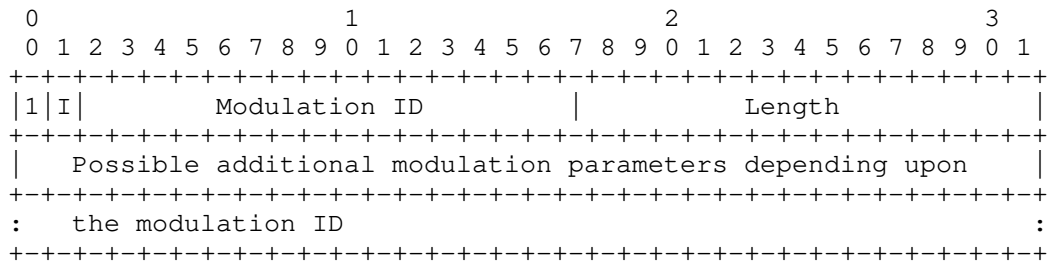 0                   1                   2                   3
 0 1 2 3 4 5 6 7 8 9 0 1 2 3 4 5 6 7 8 9 0 1 2 3 4 5 6 7 8 9 0 1
+-+-+-+-+-+-+-+-+-+-+-+-+-+-+-+-+-+-+-+-+-+-+-+-+-+-+-+-+-+-+-+-+
|1|I|        Modulation ID         |          Length             |
+-+-+-+-+-+-+-+-+-+-+-+-+-+-+-+-+-+-+-+-+-+-+-+-+-+-+-+-+-+-+-+-+
|   Possible additional modulation parameters depending upon    |
+-+-+-+-+-+-+-+-+-+-+-+-+-+-+-+-+-+-+-+-+-+-+-+-+-+-+-+-+-+-+-+-+
:   the modulation ID                                           :
+-+-+-+-+-+-+-+-+-+-+-+-+-+-+-+-+-+-+-+-+-+-+-+-+-+-+-+-+-+-+-+-+